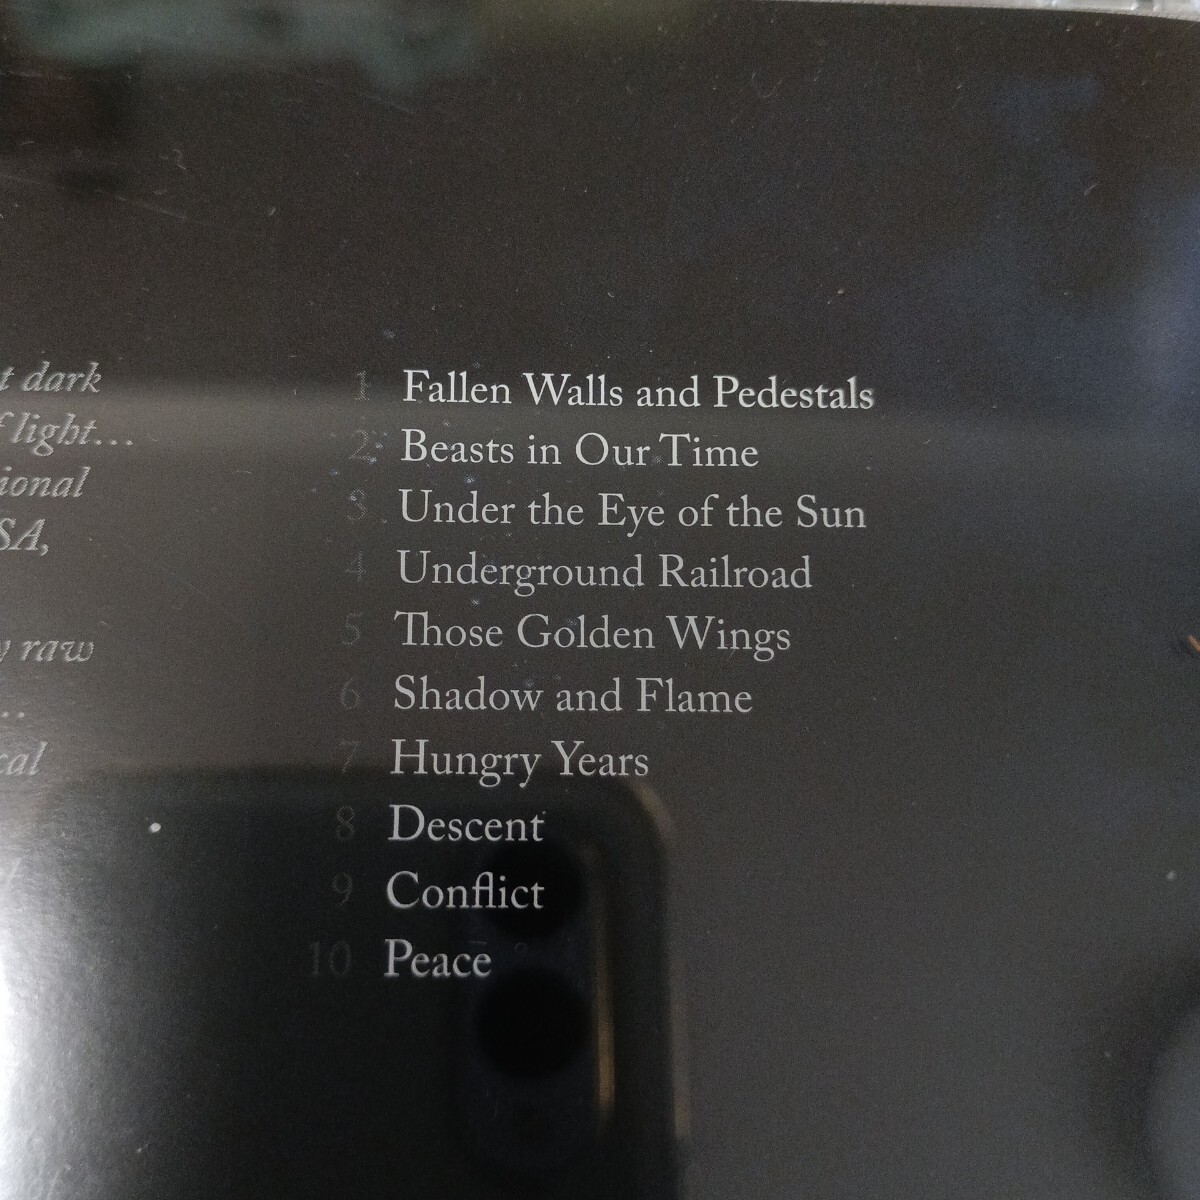 t dark
f light...
ional
SA,
y raw
..
cal
1 Fallen Walls and Pedestals
2 Beasts in Our Time
3 Under the Eye of the Sun
4 Underground Railroad
5 Those Golden Wings
6 Shadow and Flame
7 Hungry Years
8 Descent
9 Conflict
10 Peace